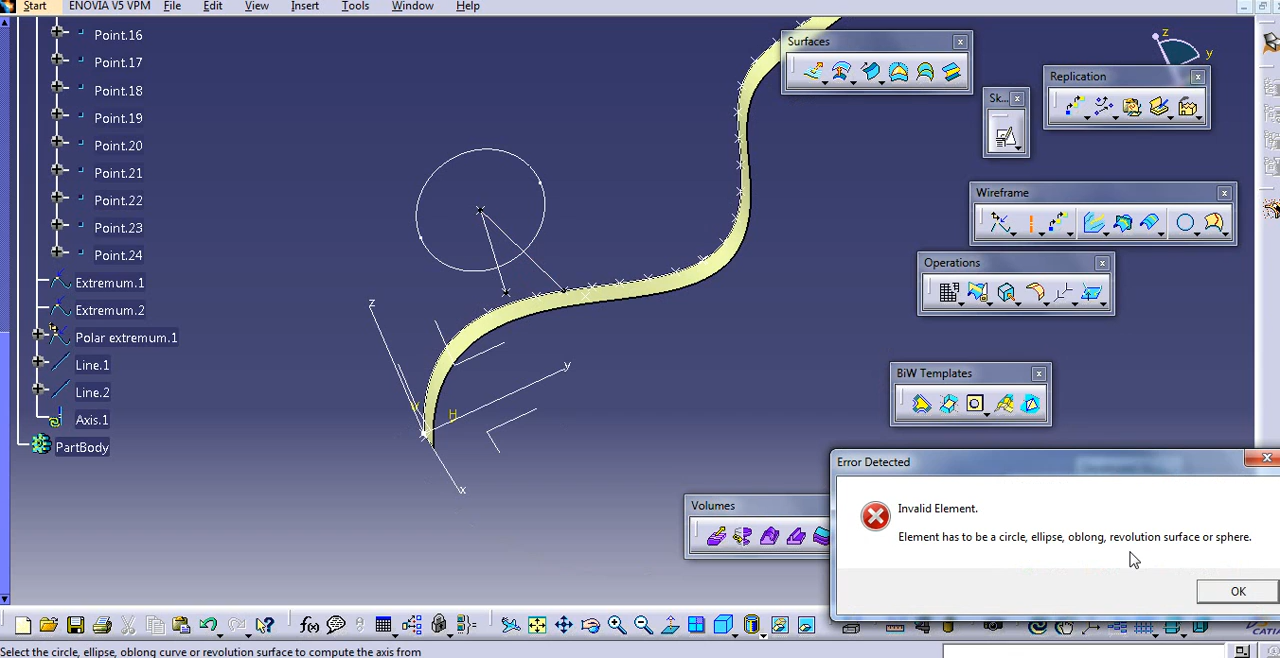 Start ENOVIA V5 VPM File Edit View Insert Tools Window Help
Point.16
Point.17
Point.18
Point.19
Point.20
Point.21
Point.22
Point.23
Point.24
Extremum.1
Extremum.2
Polar extremum.1
Line.1
Line.2
Axis.1
PartBody
z
y
x
H
z
y
Surfaces
Sk...
Replication
Wireframe
Operations
BiW Templates
Volumes
Error Detected
Invalid Element.
Element has to be a circle, ellipse, oblong, revolution surface or sphere.
OK
f(x)
CATIA
Select the circle, ellipse, oblong curve or revolution surface to compute the axis from